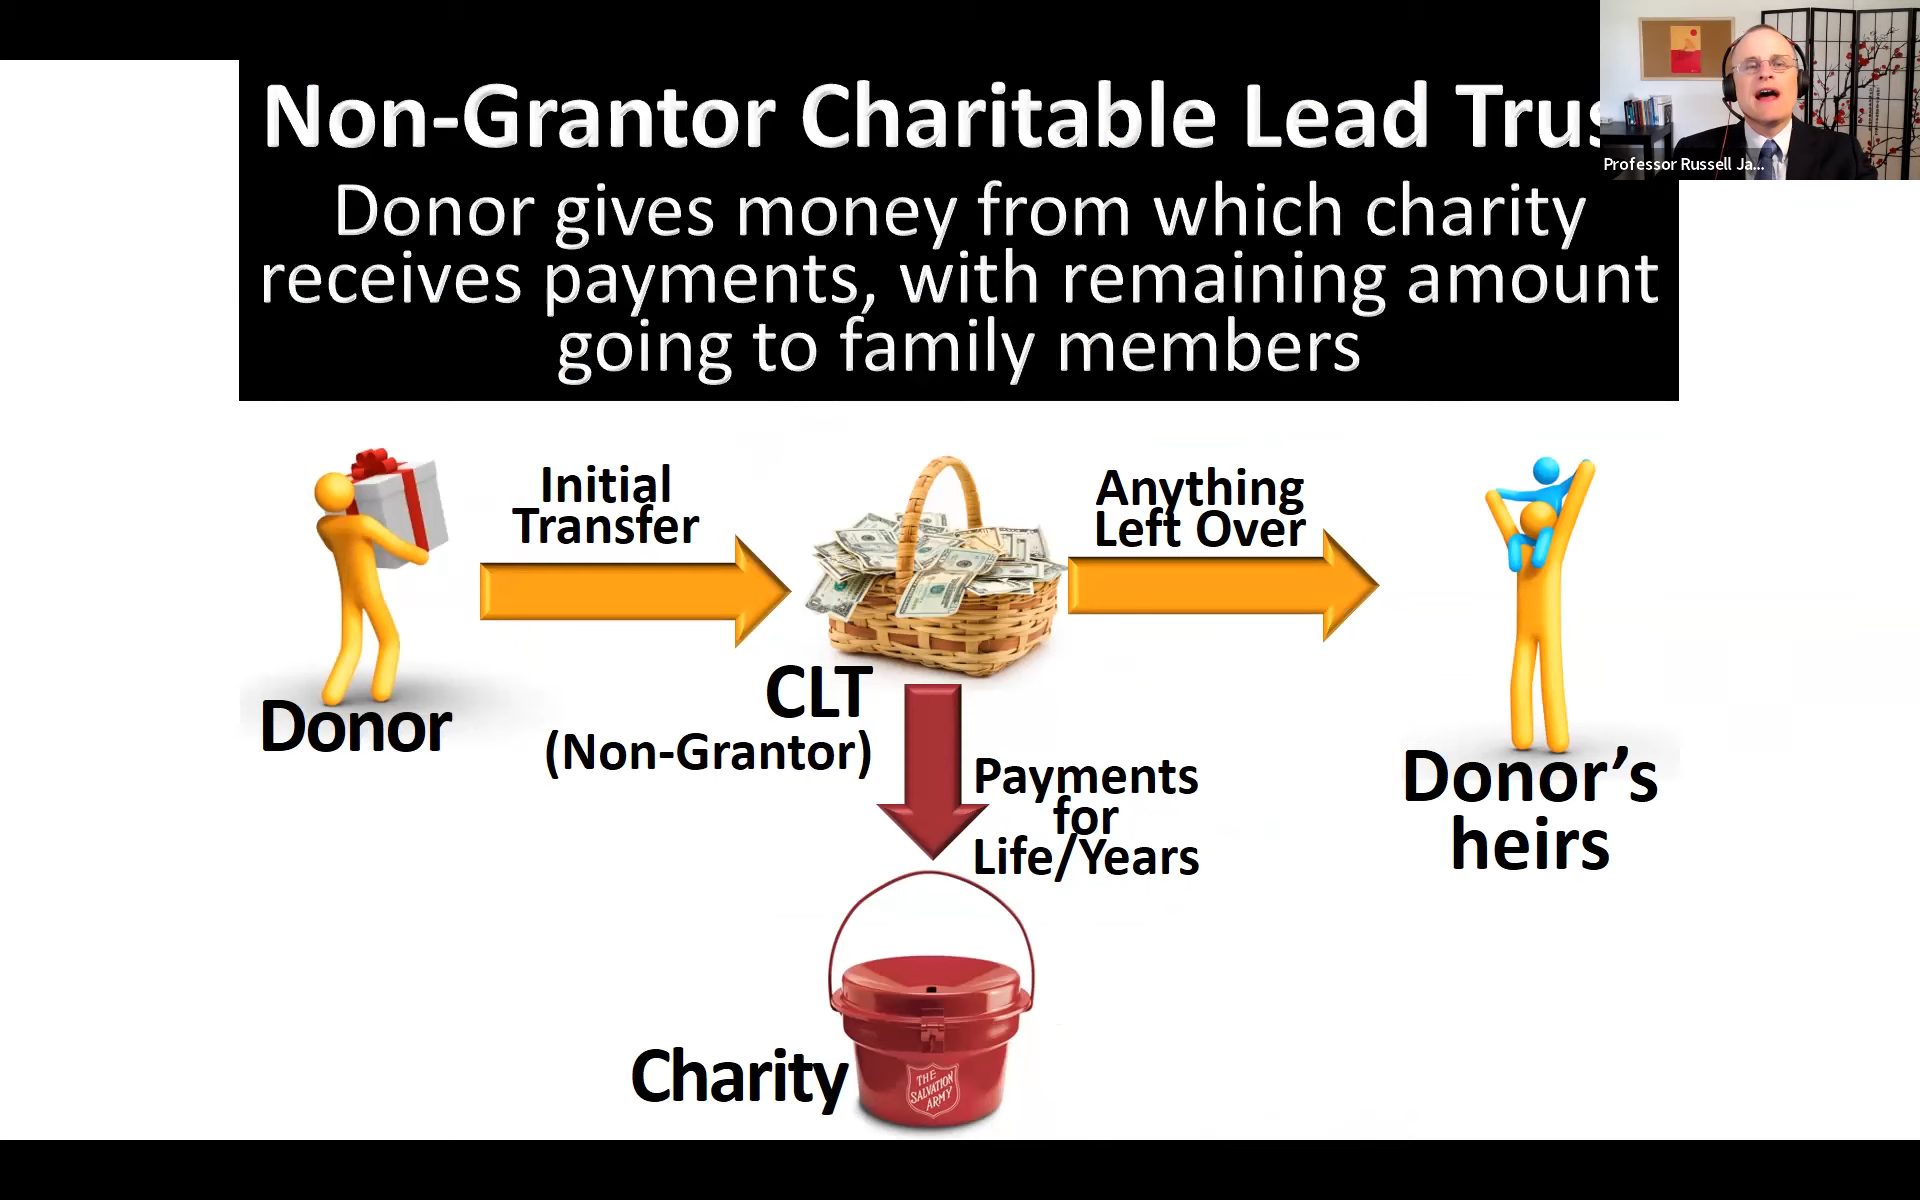 Non-Grantor Charitable Lead Trus
Donor gives money from which charity
receives payments, with remaining amount
going to family members
Professor Russell Ja...
Initial
Transfer
Anything
Left Over
Donor
CLT
(Non-Grantor)
Payments
for
Life/Years
Donor’s
heirs
Charity
THE
SALVATION
ARMY